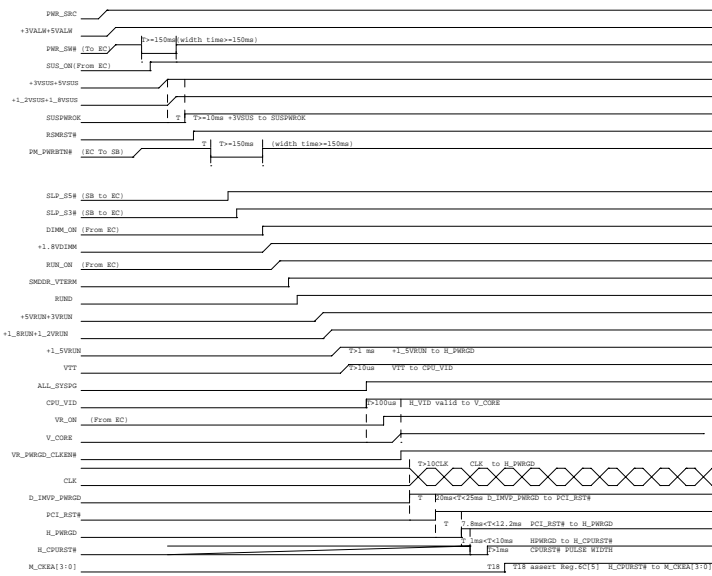 PWR_SRC
+3VALW+5VALW
T>=150ms(width time>=150ms)
PWR_SW# (To EC)
SUS_ON(From EC)
+3VSUS+5VSUS
+1_2VSUS+1_8VSUS
SUSPWROK T T>=10ms +3VSUS to SUSPWROK
RSMRST#
T T>=150ms (width time>=150ms)
PM_PWRBTN# (EC To SB)
SLP_S5# (SB to EC)
SLP_S3# (SB to EC)
DIMM_ON (From EC)
+1.8VDIMM
RUN_ON (From EC)
SMDDR_VTERM
RUND
+5VRUN+3VRUN
+1_8RUN+1_2VRUN
+1_5VRUN T>1 ms +1_5VRUN to H_PWRGD
VTT T>10us VTT to CPU_VID
ALL_SYSPG
CPU_VID T>100us H_VID valid to V_CORE
VR_ON (From EC)
V_CORE
VR_PWRGD_CLKEN#
T>10CLK CLK to H_PWRGD
CLK
D_IMVP_PWRGD T 20ms<T<25ms D_IMVP_PWRGD to PCI_RST#
PCI_RST#
T 7.8ms<T<12.2ms PCI_RST# to H_PWRGD
H_PWRGD
T 1ms<T<10ms HPWRGD to H_CPURST#
H_CPURST# T>1ms CPURST# PULSE WIDTH
M_CKEA[3:0] T18 T18 assert Reg.6C[5] H_CPURST# to M_CKEA[3:0]